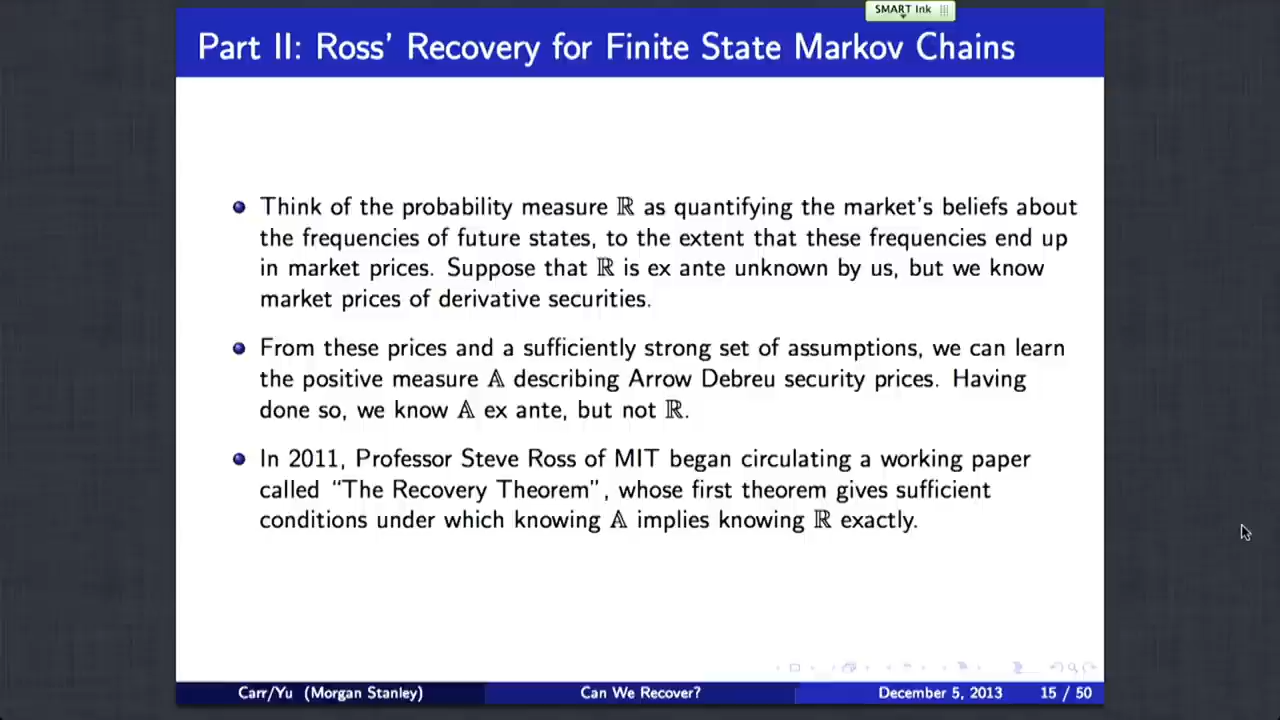 SMART Ink
Part II: Ross' Recovery for Finite State Markov Chains
Think of the probability measure ℝ as quantifying the market's beliefs about
the frequencies of future states, to the extent that these frequencies end up
in market prices. Suppose that ℝ is ex ante unknown by us, but we know
market prices of derivative securities.
From these prices and a sufficiently strong set of assumptions, we can learn
the positive measure 𝔸 describing Arrow Debreu security prices. Having
done so, we know 𝔸 ex ante, but not ℝ.
In 2011, Professor Steve Ross of MIT began circulating a working paper
called “The Recovery Theorem”, whose first theorem gives sufficient
conditions under which knowing 𝔸 implies knowing ℝ exactly.
Carr/Yu (Morgan Stanley) Can We Recover? December 5, 2013 15 / 50